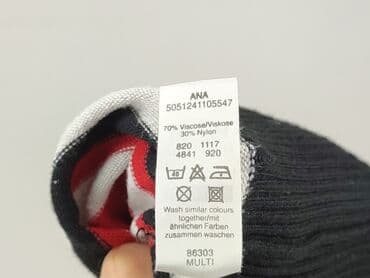 ANA
5051241105547
70% Viscose/Viskose
30% Nylon
820 1117
4841 920
40
Wash similar colours
together/mit
ähnlichen Farben
zusammen waschen
86303
MULTI